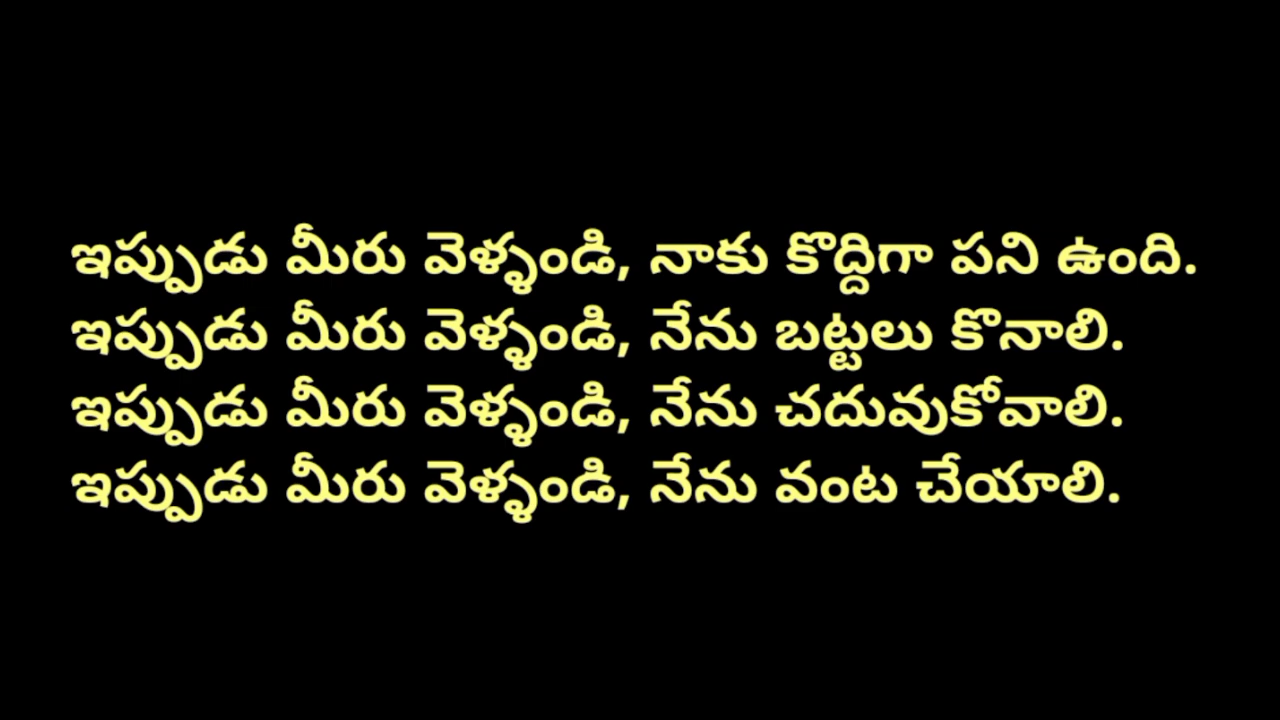 ఇప్పుడు మీరు వెళ్ళండి, నాకు కొద్దిగా పని ఉంది.
ఇప్పుడు మీరు వెళ్ళండి, నేను బట్టలు కొనాలి.
ఇప్పుడు మీరు వెళ్ళండి, నేను చదువుకోవాలి.
ఇప్పుడు మీరు వెళ్ళండి, నేను వంట చేయాలి.